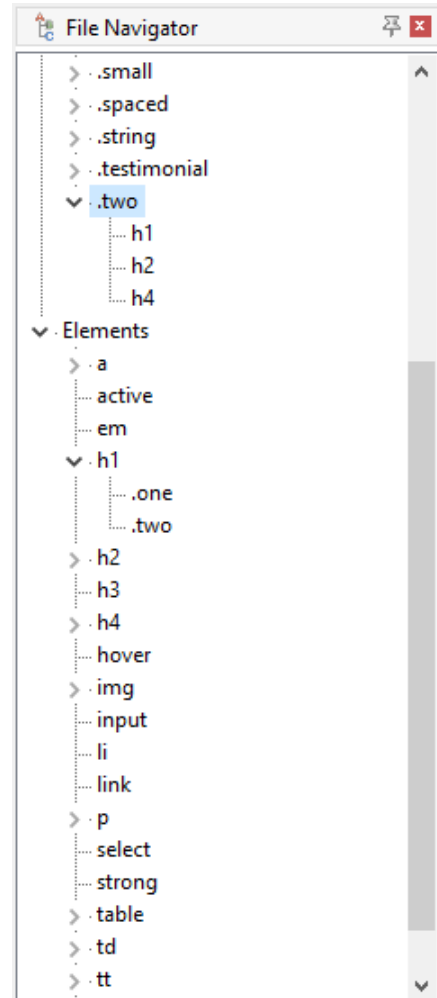 File Navigator
.small
.spaced
.string
.testimonial
.two
h1
h2
h4
Elements
a
active
em
h1
.one
.two
h2
h3
h4
hover
img
input
li
link
p
select
strong
table
td
tt